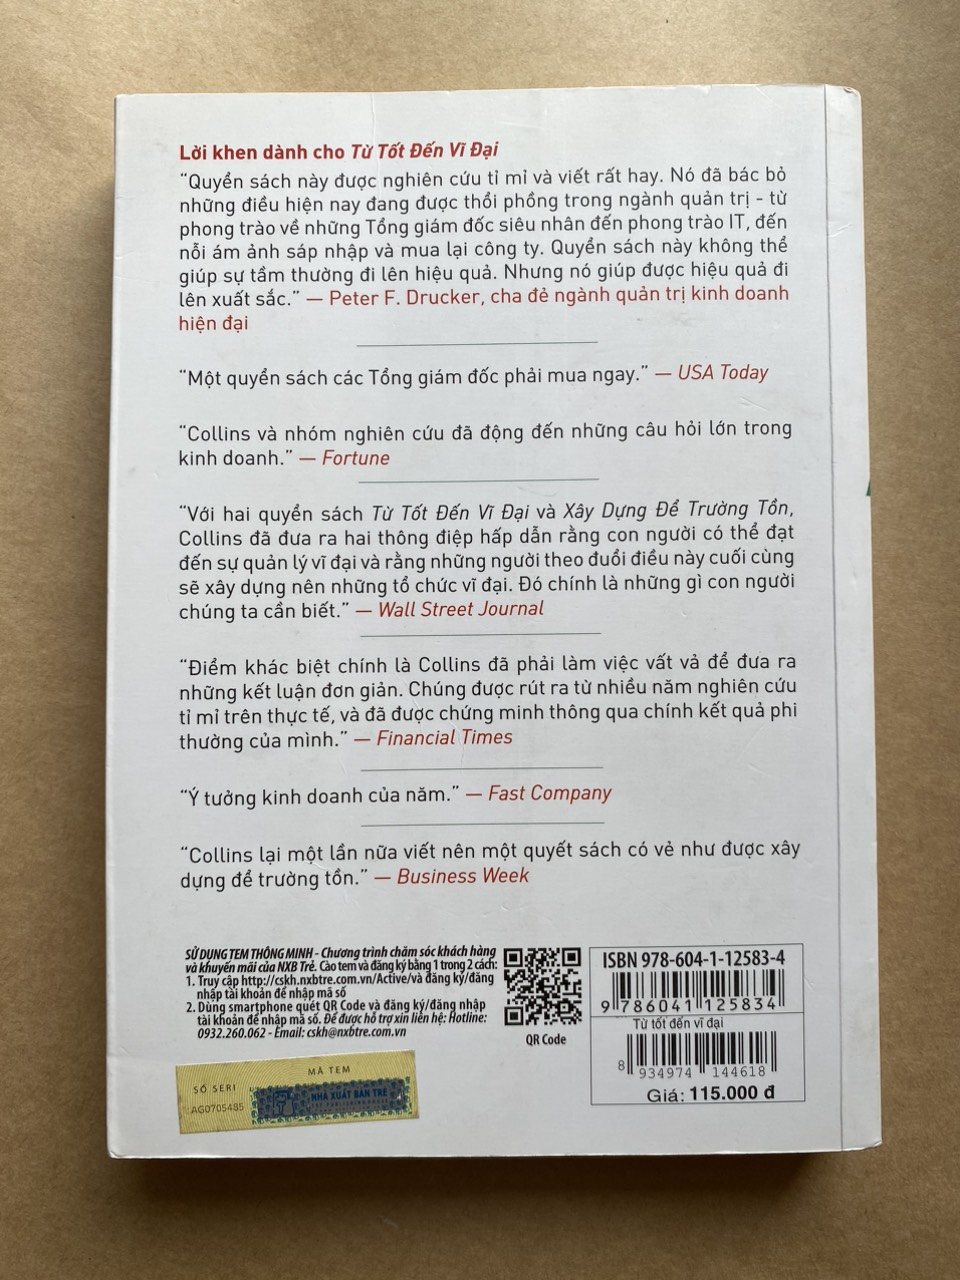 Lời khen dành cho Từ Tốt Đến Vĩ Đại
“Quyển sách này được nghiên cứu tỉ mỉ và viết rất hay. Nó đã bác bỏ
những điều hiện nay đang được thổi phồng trong ngành quản trị - từ
phong trào về những Tổng giám đốc siêu nhân đến phong trào IT, đến
nỗi ám ảnh sáp nhập và mua lại công ty. Quyển sách này không thể
giúp sự tầm thường đi lên hiệu quả. Nhưng nó giúp được hiệu quả đi
lên xuất sắc.” — Peter F. Drucker, cha đẻ ngành quản trị kinh doanh
hiện đại
“Một quyển sách các Tổng giám đốc phải mua ngay.” — USA Today
“Collins và nhóm nghiên cứu đã động đến những câu hỏi lớn trong
kinh doanh.” — Fortune
“Với hai quyển sách Từ Tốt Đến Vĩ Đại và Xây Dựng Để Trường Tồn,
Collins đã đưa ra hai thông điệp hấp dẫn rằng con người có thể đạt
đến sự quản lý vĩ đại và rằng những người theo đuổi điều này cuối cùng
sẽ xây dựng nên những tổ chức vĩ đại. Đó chính là những gì con người
chúng ta cần biết.” — Wall Street Journal
“Điểm khác biệt chính là Collins đã phải làm việc vất vả để đưa ra
những kết luận đơn giản. Chúng được rút ra từ nhiều năm nghiên cứu
tỉ mỉ trên thực tế, và đã được chứng minh thông qua chính kết quả phi
thường của mình.” — Financial Times
“Ý tưởng kinh doanh của năm.” — Fast Company
“Collins lại một lần nữa viết nên một quyết sách có vẻ như được xây
dựng để trường tồn.” — Business Week
SỬ DỤNG TEM THÔNG MINH - Chương trình chăm sóc khách hàng
và khuyến mãi của NXB Trẻ. Cào tem và đăng ký bằng 1 trong 2 cách:
1. Truy cập http://cskh.nxbtre.com.vn/Active/và đăng ký/đăng
nhập tài khoản để nhập mã số
2. Dùng smartphone quét QR Code và đăng ký/đăng nhập
tài khoản để nhập mã số. Để được hỗ trợ xin liên hệ: Hotline:
0932.260.062 - Email: cskh@nxbtre.com.vn
QR Code
ISBN 978-604-1-12583-4
9 786041 125834
Từ tốt đến vĩ đại
8 934974 144618
Giá: 115.000 đ
MÃ TEM
SỐ SERI
AG0705485
NHÀ XUẤT BẢN TRẺ